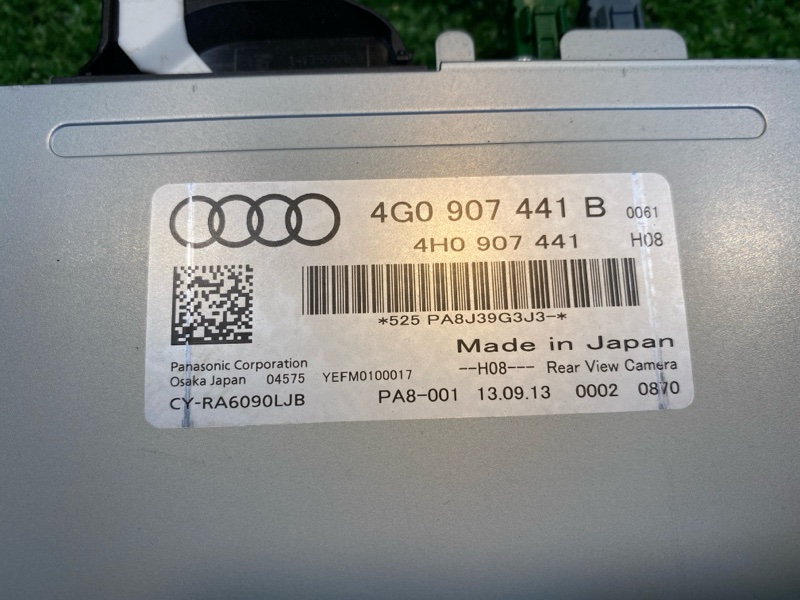 4G0 907 441 B 0061
4H0 907 441 H08
*525 PA8J39G3J3-*
Made in Japan
Panasonic Corporation
Osaka Japan 04575 YEFM0100017 --H08--- Rear View Camera
CY-RA6090LJB PA8-001 13.09.13 0002 0870